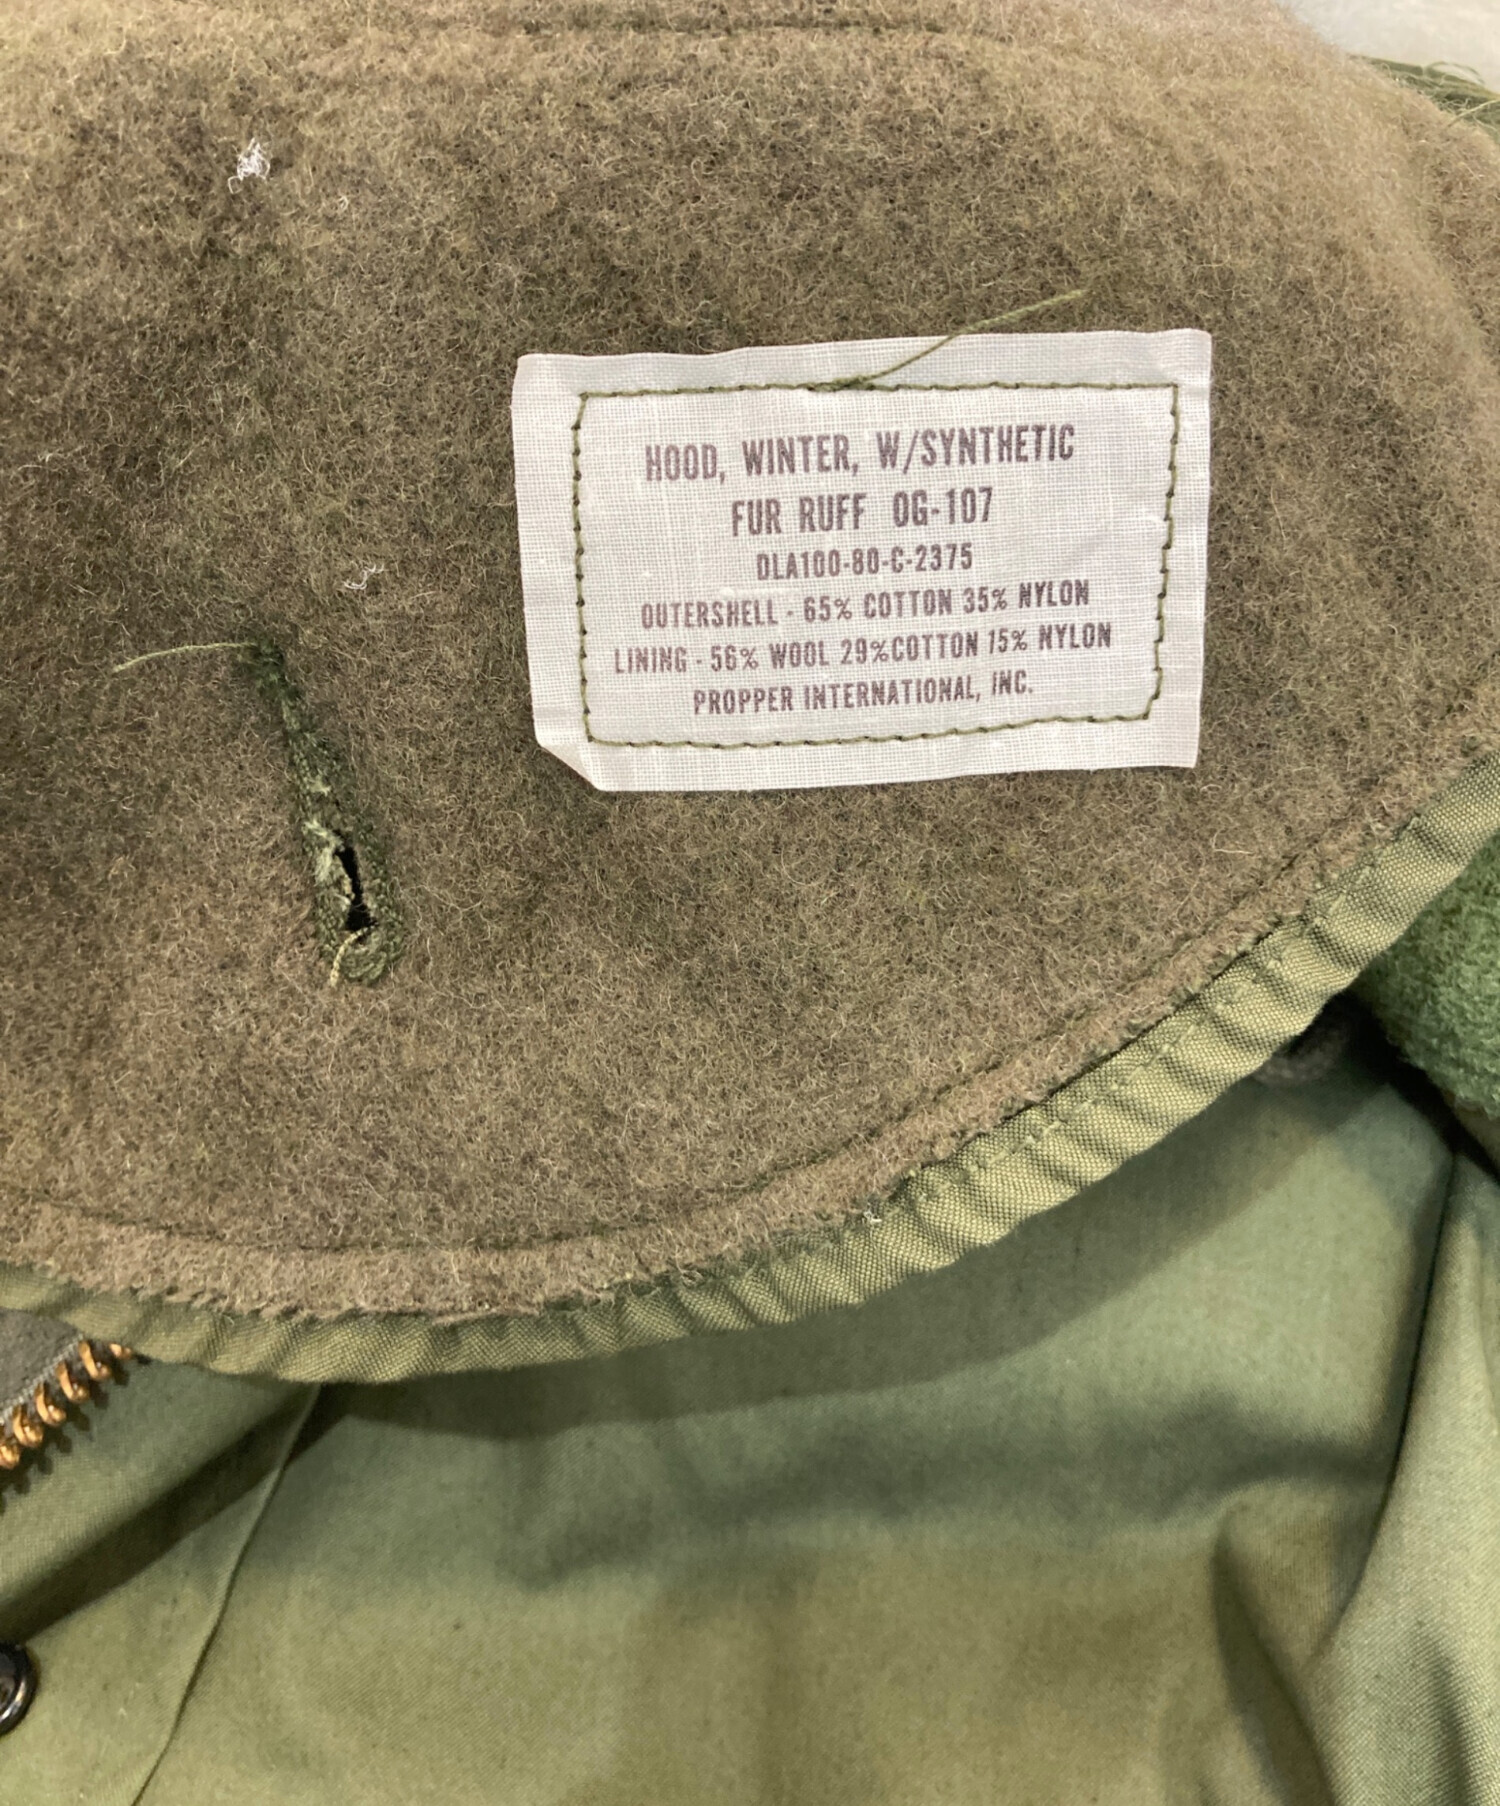 HOOD, WINTER, W/SYNTHETIC
FUR RUFF OG-107
DLA100-80-C-2375
OUTERSHELL - 65% COTTON 35% NYLON
LINING - 56% WOOL 29%COTTON 15% NYLON
PROPPER INTERNATIONAL, INC.